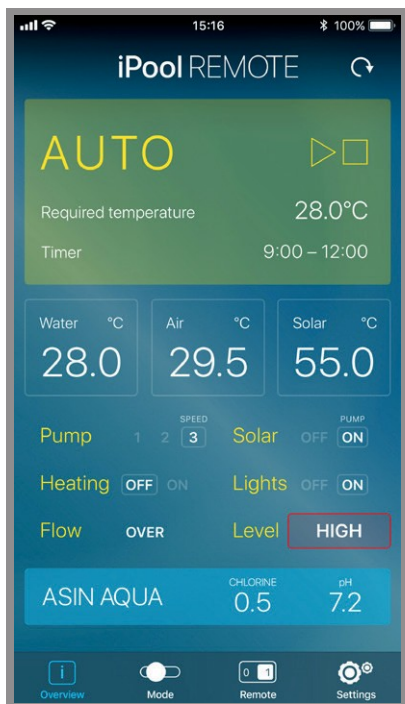 15:16 100%
iPool REMOTE
AUTO
Required temperature 28.0°C
Timer 9:00 – 12:00
Water °C Air °C Solar °C
28.0 29.5 55.0
SPEED PUMP
Pump 1 2 3 Solar OFF ON
Heating OFF ON Lights OFF ON
Flow OVER Level HIGH
CHLORINE pH
ASIN AQUA 0.5 7.2
i 0 1
Overview Mode Remote Settings